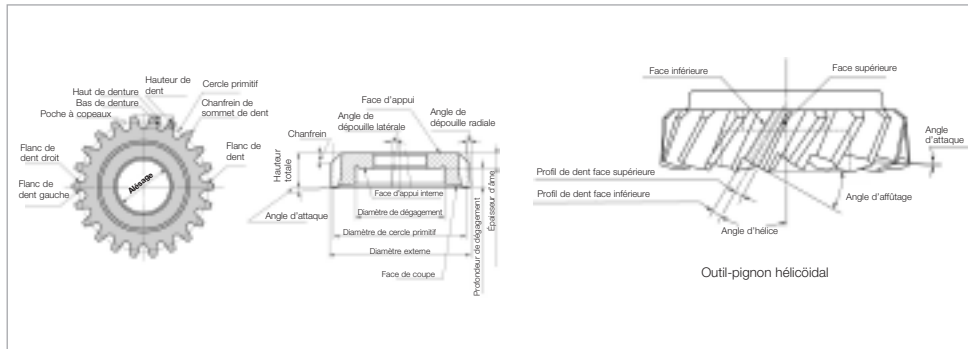 Hauteur de
dent
Cercle primitif
Haut de denture
Bas de denture
Poche à copeaux
Chanfrein de
sommet de dent
Flanc de
dent droit
Flanc de
dent gauche
Flanc de
dent
Alésage
Face d'appui
Angle de
dépouille latérale
Angle de
dépouille radiale
Chanfrein
Hauteur
totale
Angle d'attaque
Face d'appui interne
Diamètre de dégagement
Diamètre de cercle primitif
Diamètre externe
Face de coupe
Profondeur de dégagement
Épaisseur d'âme
Face inférieure
Face supérieure
Angle
d'attaque
Profil de dent face supérieure
Profil de dent face inférieure
Angle d'affûtage
Angle d'hélice
Outil-pignon hélicöidal